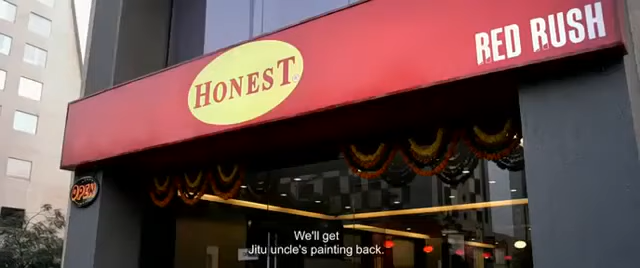 HONEST
RED RUSH
OPEN
We'll get
Jitu uncle's painting back.